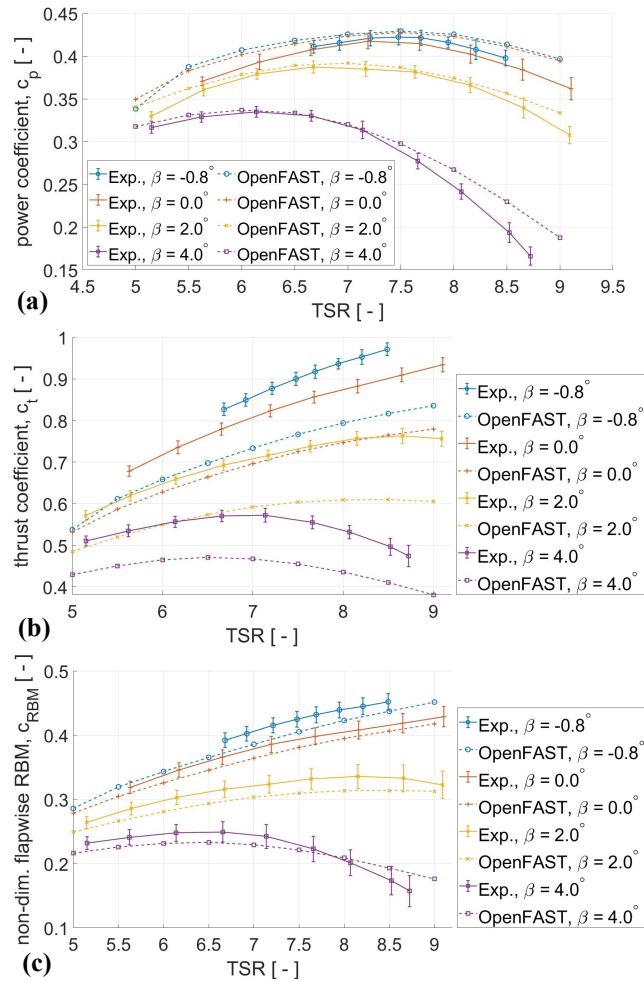 power coefficient, c_p [ - ]
0.45
0.4
0.35
0.3
0.25
0.2
0.15
Exp., β = -0.8°
Exp., β = 0.0°
Exp., β = 2.0°
Exp., β = 4.0°
OpenFAST, β = -0.8°
OpenFAST, β = 0.0°
OpenFAST, β = 2.0°
OpenFAST, β = 4.0°
4.5 5 5.5 6 6.5 7 7.5 8 8.5 9 9.5
TSR [ - ]
(a)
thrust coefficient, c_t [ - ]
1
0.9
0.8
0.7
0.6
0.5
0.4
5 6 7 8 9
TSR [ - ]
Exp., β = -0.8°
OpenFAST, β = -0.8°
Exp., β = 0.0°
OpenFAST, β = 0.0°
Exp., β = 2.0°
OpenFAST, β = 2.0°
Exp., β = 4.0°
OpenFAST, β = 4.0°
(b)
non-dim. flapwise RBM, c_RBM [ - ]
0.5
0.4
0.3
0.2
0.1
5 5.5 6 6.5 7 7.5 8 8.5 9
TSR [ - ]
Exp., β = -0.8°
OpenFAST, β = -0.8°
Exp., β = 0.0°
OpenFAST, β = 0.0°
Exp., β = 2.0°
OpenFAST, β = 2.0°
Exp., β = 4.0°
OpenFAST, β = 4.0°
(c)